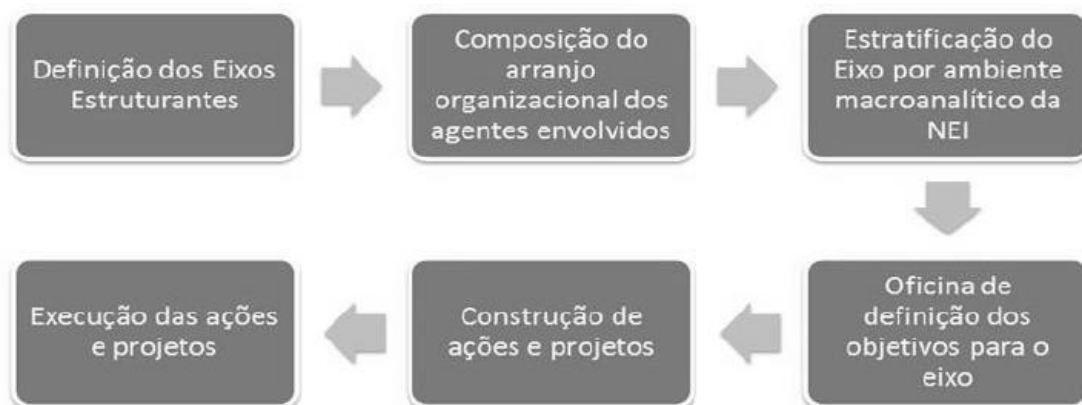 Definição dos Eixos
Estruturantes
Composição do
arranjo
organizacional dos
agentes envolvidos
Estratificação do
Eixo por ambiente
macroanalítico da
NEI
Oficina de
definição dos
objetivos para o
eixo
Construção de
ações e projetos
Execução das ações
e projetos